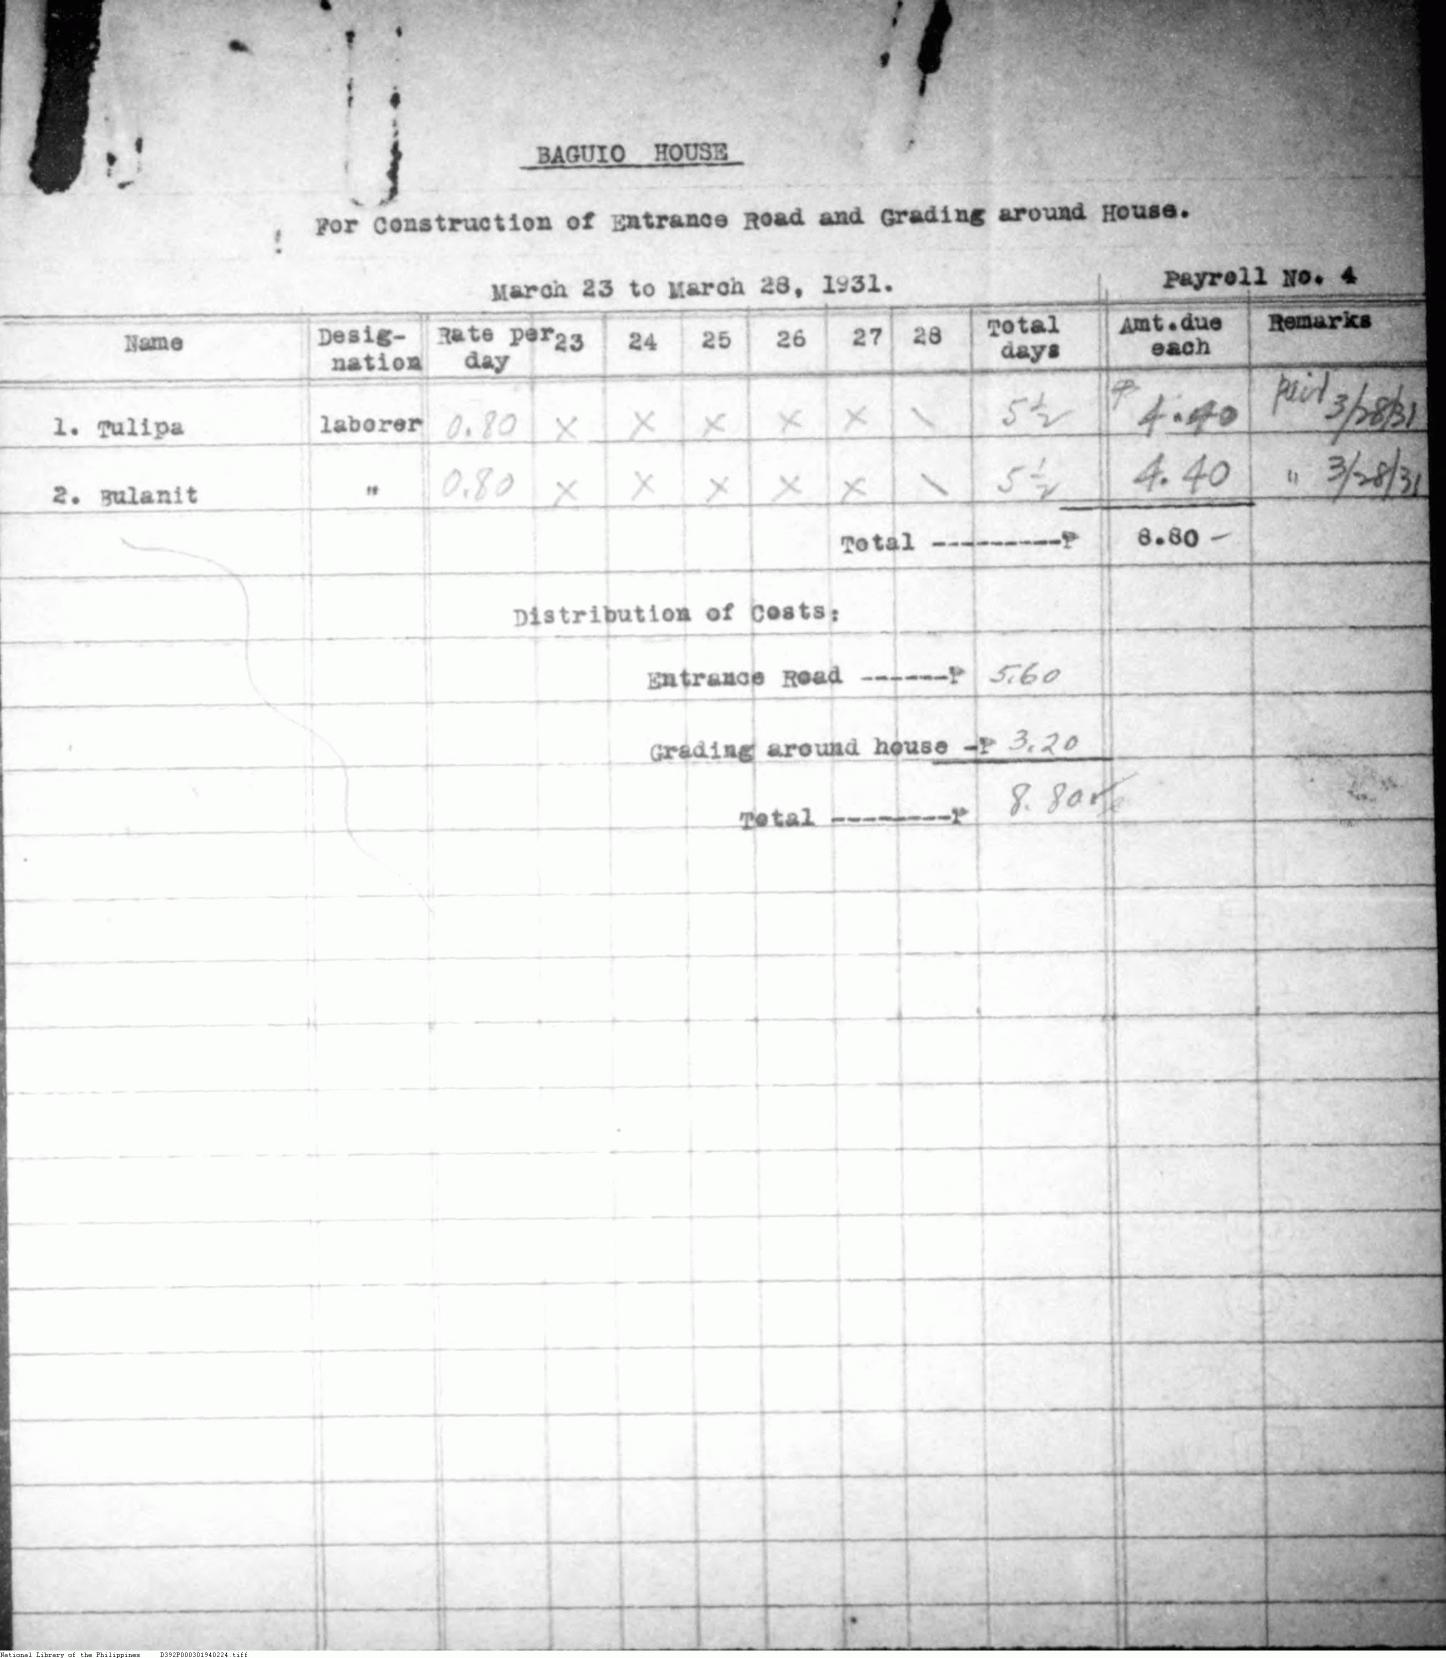 BAGUIO HOUSE
For Construction of Entrance Road and Grading around House.
March 23 to March 28, 1931. Payroll No. 4
Name Desig-nation Rate per day 23 24 25 26 27 28 Total days Amt.due each Remarks
1. Tulipa laborer 0.80 x x x x x \ 5 1/2 ₱ 4.40 paid 3/28/31
2. Bulanit " 0.80 x x x x x \ 5 1/2 4.40 " 3/28/31
Total ---------₱ 8.80 -
Distribution of Costs:
Entrance Road ------₱ 5.60
Grading around house -₱ 3.20
Total --------₱ 8.80
National Library of the Philippines D392P000301940224.tiff